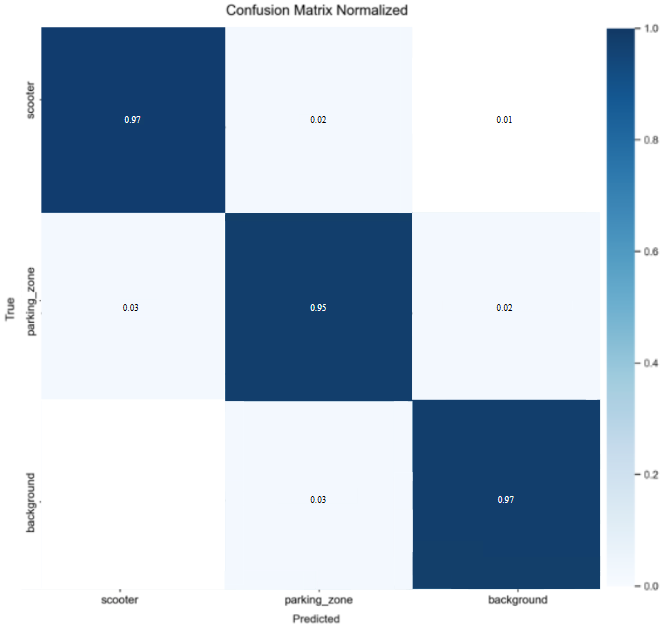 Confusion Matrix Normalized
1.0
scooter
0.97
0.02
0.01
0.8
0.6
True
parking_zone
0.03
0.95
0.02
0.4
background
0.03
0.97
0.2
0.0
scooter
parking_zone
background
Predicted